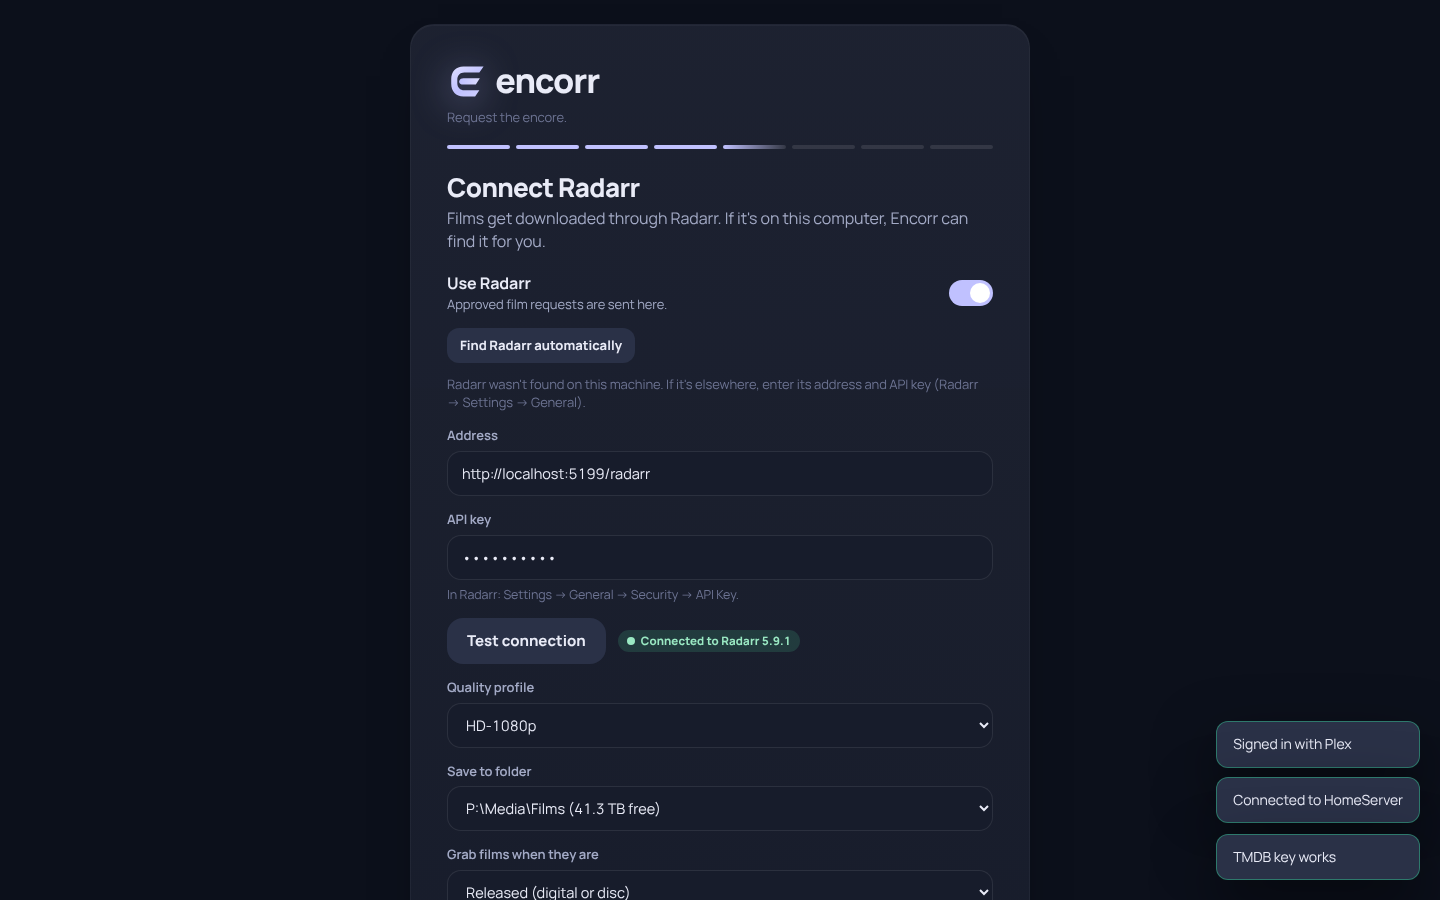 encorr
Request the encore.
Connect Radarr
Films get downloaded through Radarr. If it's on this computer, Encorr can
find it for you.
Use Radarr
Approved film requests are sent here.
Find Radarr automatically
Radarr wasn't found on this machine. If it's elsewhere, enter its address and API key (Radarr
→ Settings → General).
Address
http://localhost:5199/radarr
API key
••••••••••
In Radarr: Settings → General → Security → API Key.
Test connection
Connected to Radarr 5.9.1
Quality profile
HD-1080p
Save to folder
P:\Media\Films (41.3 TB free)
Grab films when they are
Released (digital or disc)
Signed in with Plex
Connected to HomeServer
TMDB key works